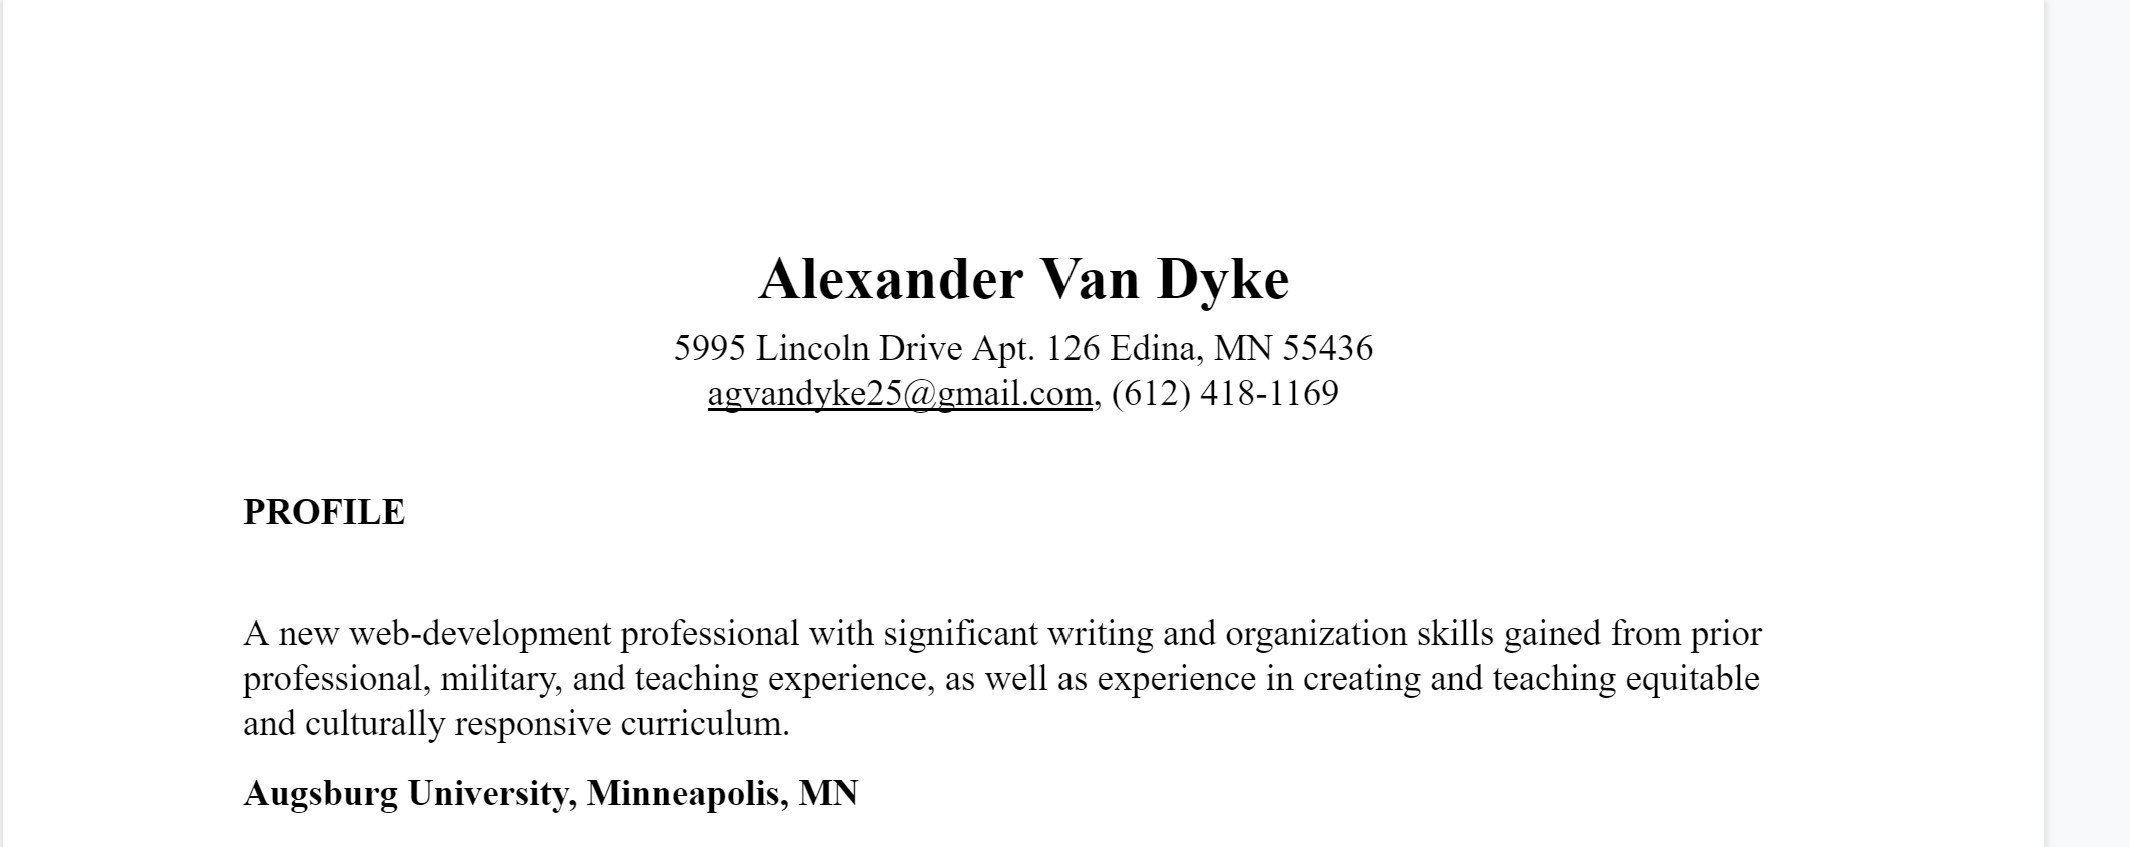 Alexander Van Dyke
5995 Lincoln Drive Apt. 126 Edina, MN 55436
agvandyke25@gmail.com, (612) 418-1169
PROFILE
A new web-development professional with significant writing and organization skills gained from prior
professional, military, and teaching experience, as well as experience in creating and teaching equitable
and culturally responsive curriculum.
Augsburg University, Minneapolis, MN